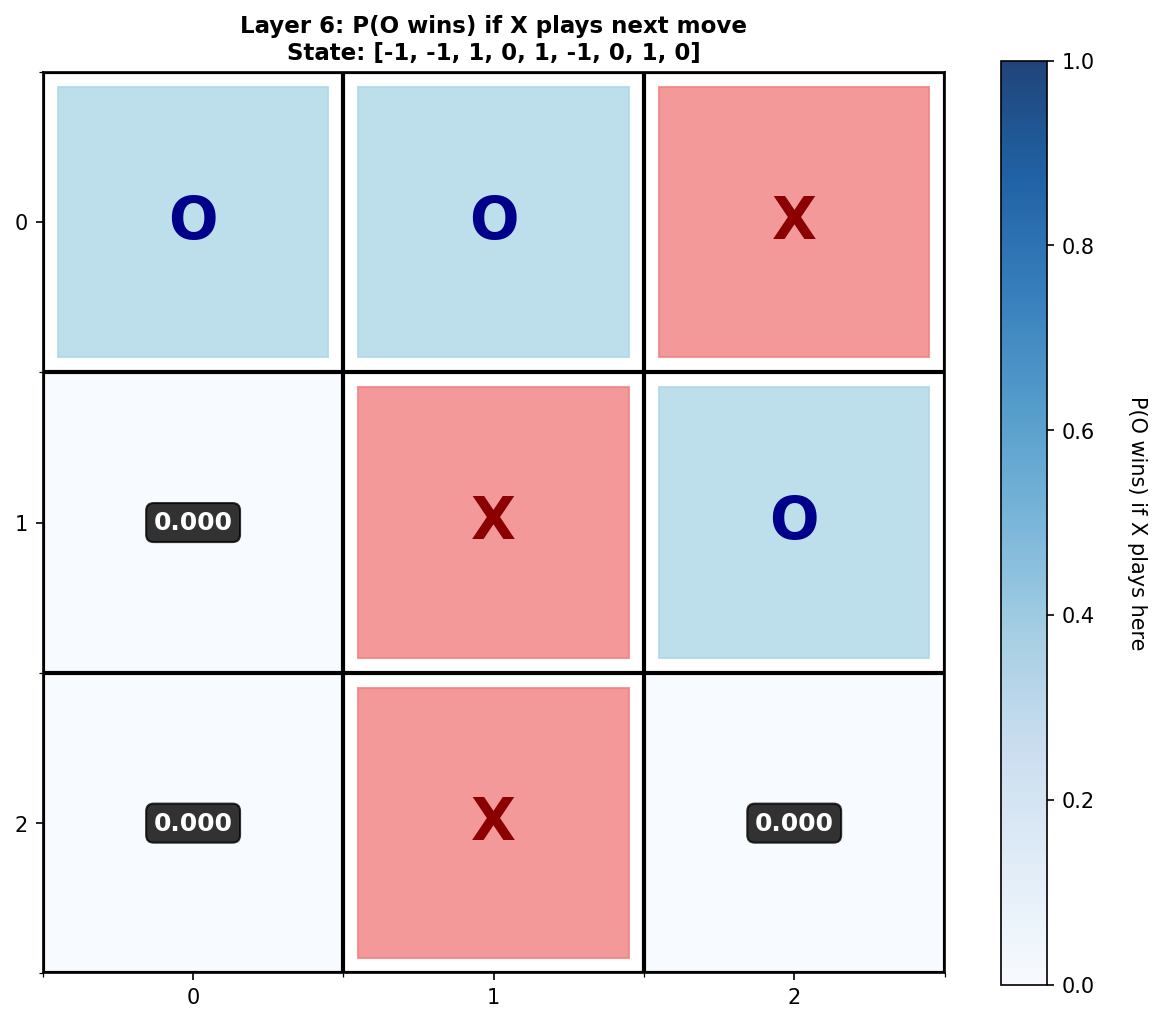 Layer 6: P(O wins) if X plays next move
State: [-1, -1, 1, 0, 1, -1, 0, 1, 0]
0
O
O
X
1
0.000
X
O
2
0.000
X
0.000
0
1
2
1.0
0.8
0.6
0.4
0.2
0.0
P(O wins) if X plays here